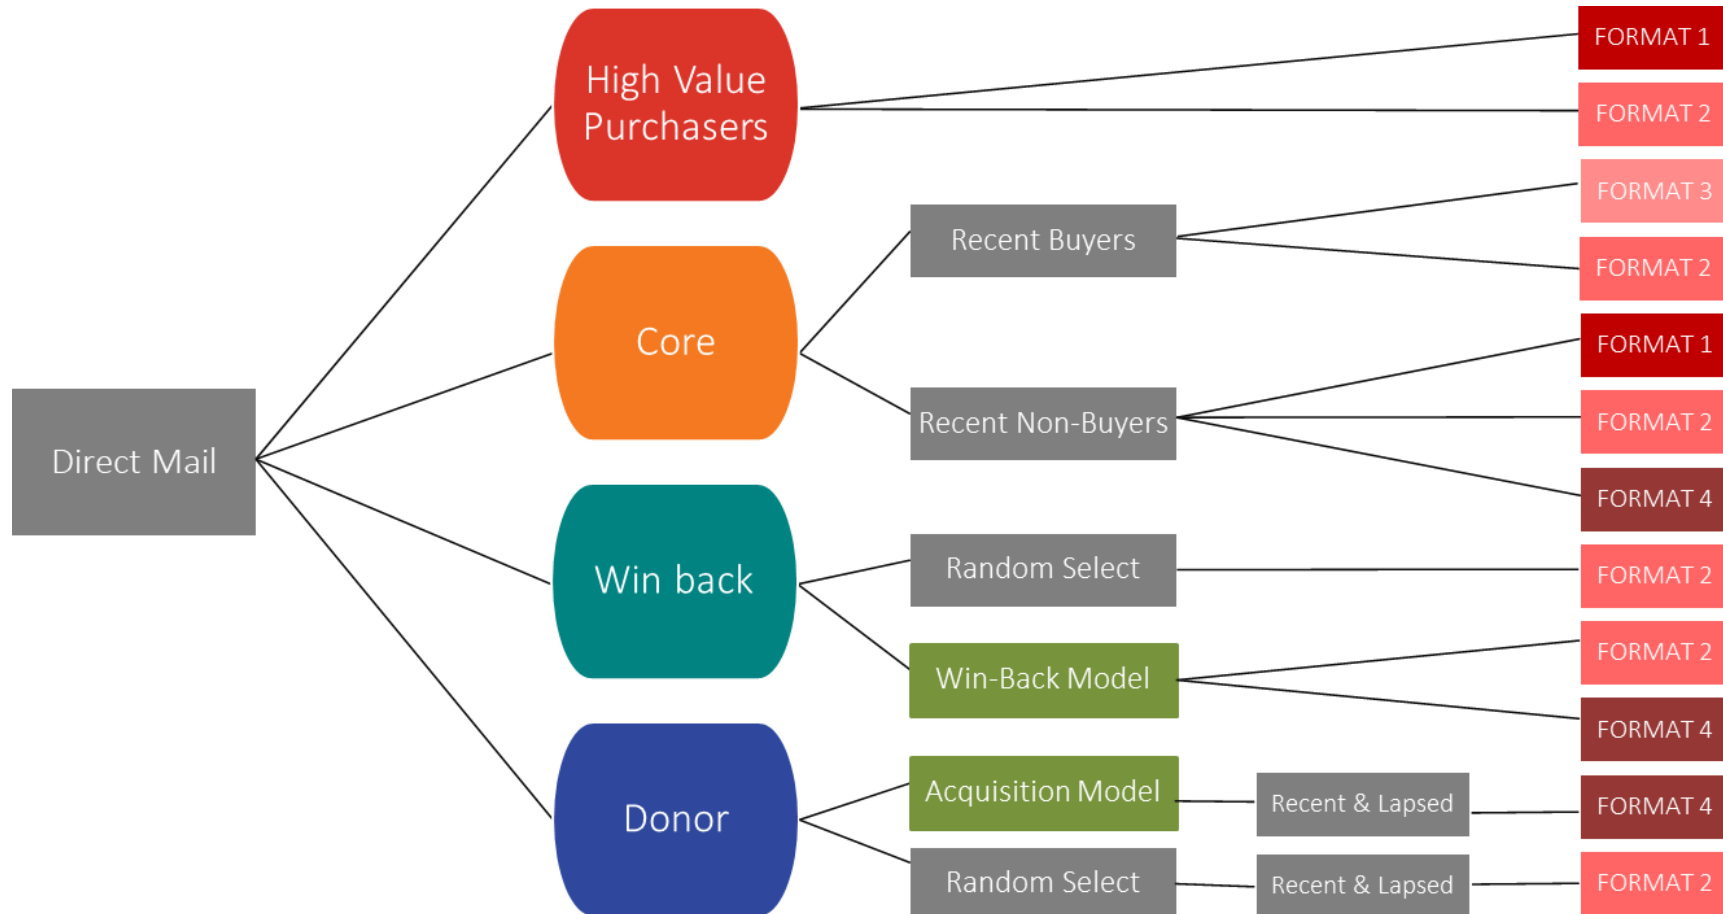 Direct Mail
High Value
Purchasers
Core
Win back
Donor
Recent Buyers
Recent Non-Buyers
Random Select
Win-Back Model
Acquisition Model
Random Select
Recent & Lapsed
Recent & Lapsed
FORMAT 1
FORMAT 2
FORMAT 3
FORMAT 2
FORMAT 1
FORMAT 2
FORMAT 4
FORMAT 2
FORMAT 2
FORMAT 4
FORMAT 4
FORMAT 2